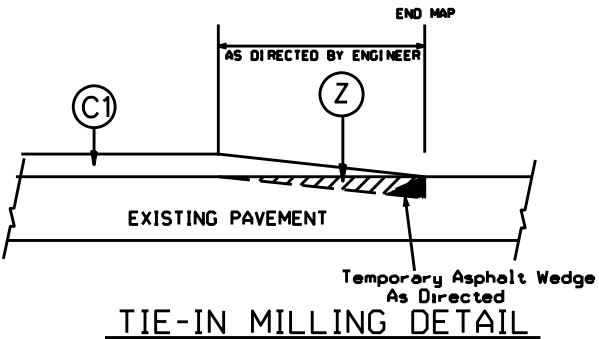 END MAP
AS DIRECTED BY ENGINEER
C1
Z
EXISTING PAVEMENT
Temporary Asphalt Wedge
As Directed
TIE-IN MILLING DETAIL